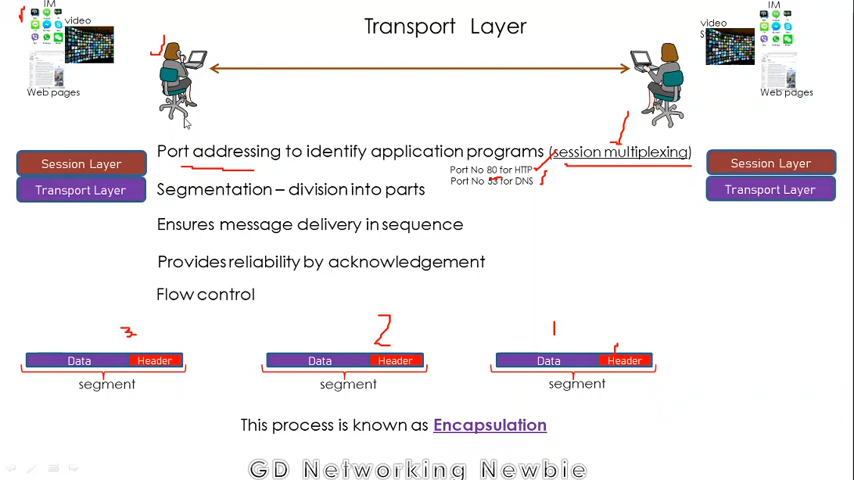 IM
video
Web pages
Transport Layer
IM
video
S
Web pages
Port addressing to identify application programs (session multiplexing)
Port No 80 for HTTP
Port No 53 for DNS
Session Layer
Transport Layer
Session Layer
Transport Layer
Segmentation – division into parts
Ensures message delivery in sequence
Provides reliability by acknowledgement
Flow control
3
2
1
Data Header
Data Header
Data Header
segment
segment
segment
This process is known as Encapsulation
GD Networking Newbie